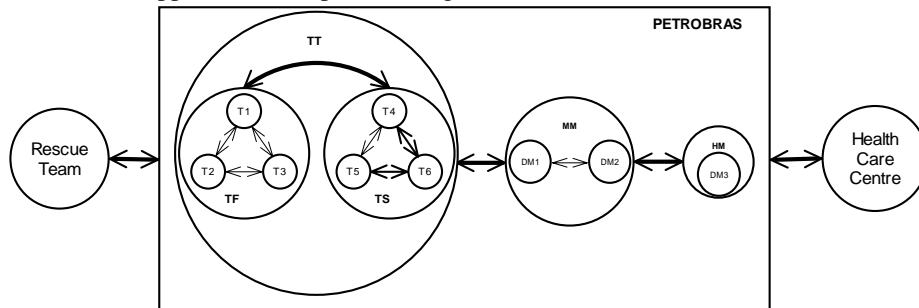 PETROBRAS
TT
T1
T4
MM
HM
Rescue
Team
T2
T3
T5
T6
DM1
DM2
DM3
Health
Care
Centre
TF
TS